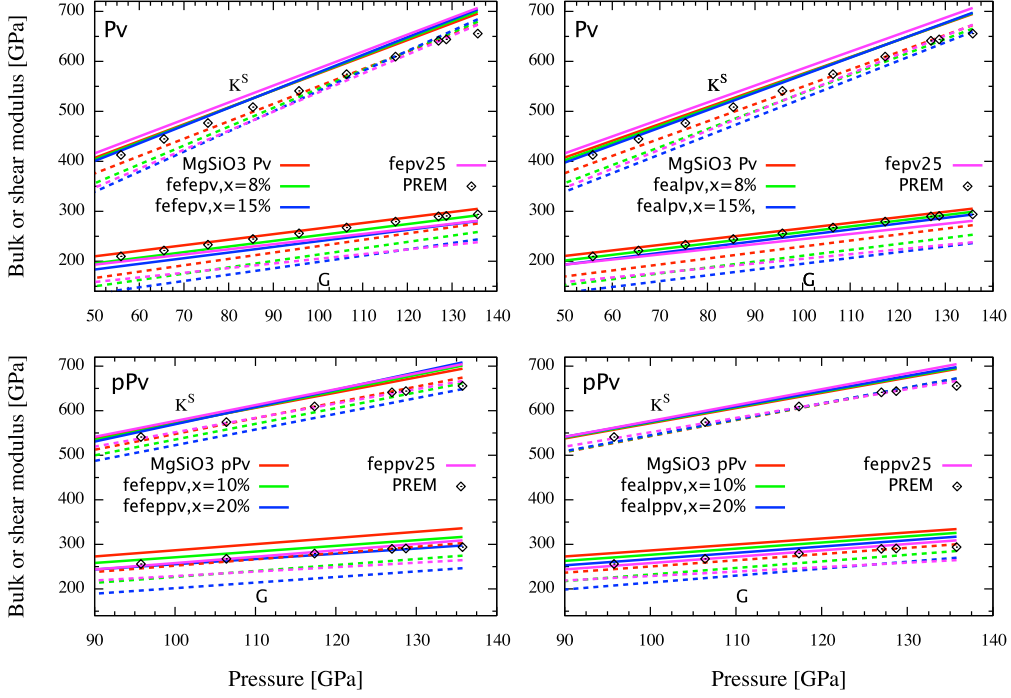 Bulk or shear modulus [GPa]
700
600
500
400
300
200
Pv
K^S
MgSiO3 Pv
fefepv,x=8%
fefepv,x=15%
fepv25
PREM
G
50 60 70 80 90 100 110 120 130 140
700
600
500
400
300
200
Pv
K^S
MgSiO3 Pv
fealpv,x=8%
fealpv,x=15%,
fepv25
PREM
G
50 60 70 80 90 100 110 120 130 140
Bulk or shear modulus [GPa]
700
600
500
400
300
200
pPv
K^S
MgSiO3 pPv
fefeppv,x=10%
fefeppv,x=20%
feppv25
PREM
G
90 100 110 120 130 140
Pressure [GPa]
700
600
500
400
300
200
pPv
K^S
MgSiO3 pPv
fealppv,x=10%
fealppv,x=20%
feppv25
PREM
G
90 100 110 120 130 140
Pressure [GPa]